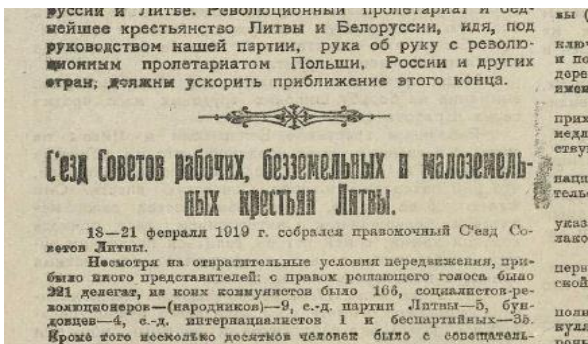 руссии и Литве. Революционный пролетариат и бед-
нейшее крестьянство Литвы и Белоруссии, идя, под
руководством нашей партии, рука об руку с револю-
ционным пролетариатом Польши, России и других
стран; должны ускорить приближение этого конца.
С'езд Советов рабочих, безземельных и малоземель-
ных крестьян Литвы.
18—21 февраля 1919 г. собрался правомочный С'езд Со-
ветов Литвы.
Несмотря на отвратительные условия передвижения, при-
было много представителей: с правом решающего голоса было
221 делегат, из коих коммунистов было 166, социалистов-ре-
волюционеров—(народников)—9, с.-д. партии Литвы—5, бун-
довцев—4, с.-д. интернацналистов 1 и беспартийных—35.
Кроме того несколько десятков человек было с совещатель-